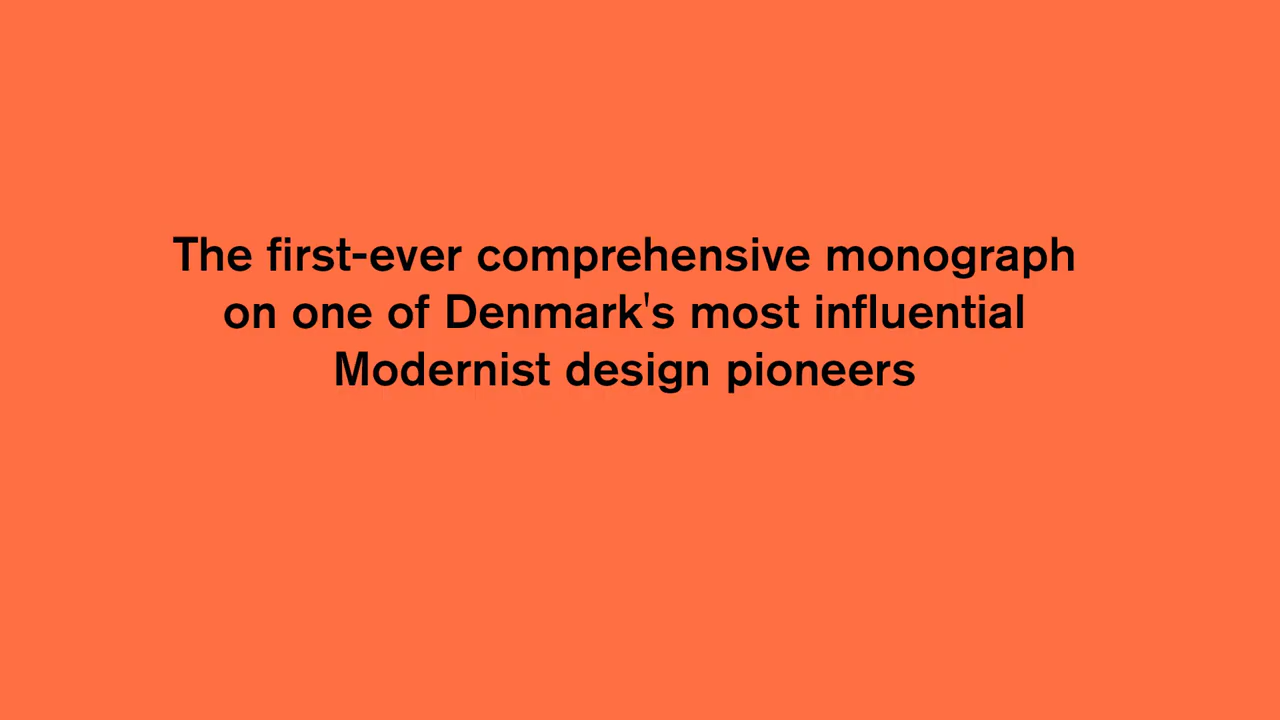 The first-ever comprehensive monograph
on one of Denmark's most influential
Modernist design pioneers